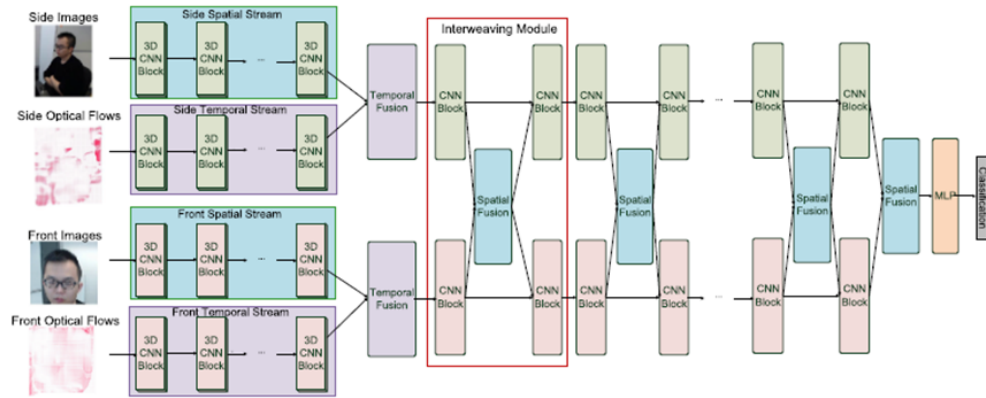 Side Images
Side Spatial Stream
3D
CNN
Block
3D
CNN
Block
...
3D
CNN
Block
Side Optical Flows
Side Temporal Stream
3D
CNN
Block
3D
CNN
Block
...
3D
CNN
Block
Front Images
Front Spatial Stream
3D
CNN
Block
3D
CNN
Block
...
3D
CNN
Block
Front Optical Flows
Front Temporal Stream
3D
CNN
Block
3D
CNN
Block
...
3D
CNN
Block
Temporal
Fusion
Temporal
Fusion
Interweaving Module
CNN
Block
CNN
Block
Spatial
Fusion
CNN
Block
CNN
Block
CNN
Block
CNN
Block
Spatial
Fusion
CNN
Block
CNN
Block
...
...
CNN
Block
CNN
Block
Spatial
Fusion
CNN
Block
CNN
Block
Spatial
Fusion
MLP
Classification